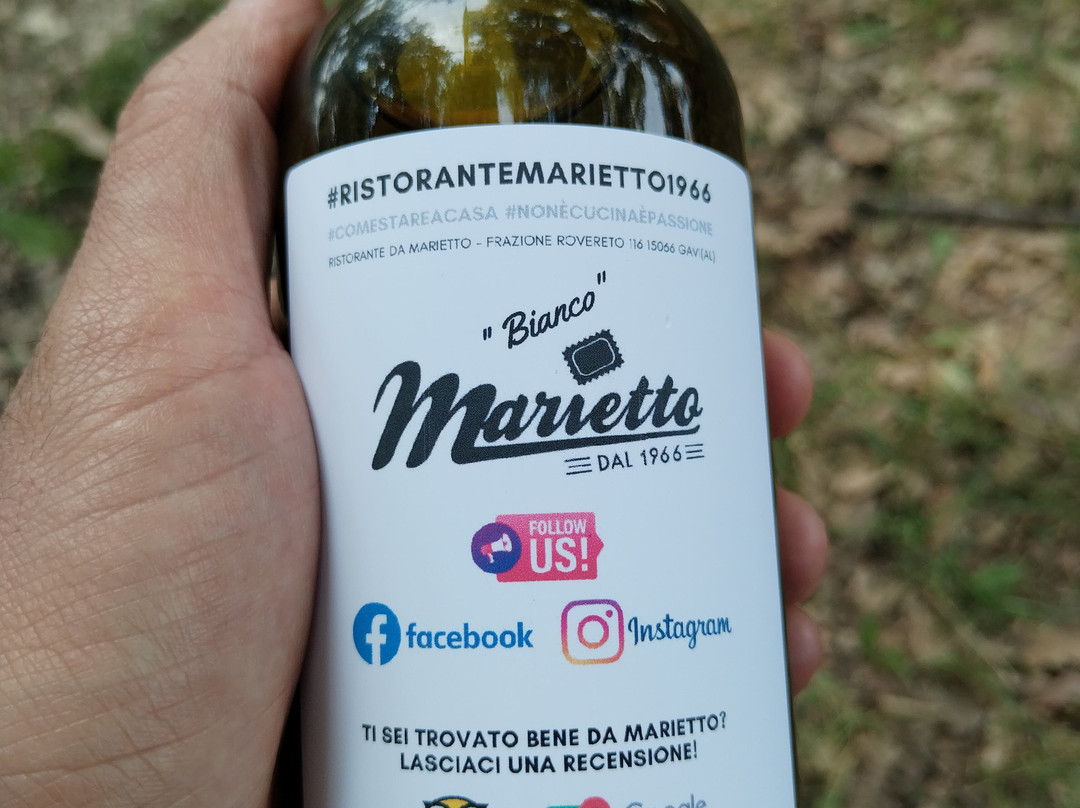 #RISTORANTEMARIETTO1966
#COMESTAREACASA #NONÈCUCINAÈPASSIONE
RISTORANTE DA MARIETTO - FRAZIONE ROVERETO 116 15066 GAVI(AL)
"Bianco"
Marietto
DAL 1966
FOLLOW
US!
facebook
Instagram
TI SEI TROVATO BENE DA MARIETTO?
LASCIACI UNA RECENSIONE!
Google